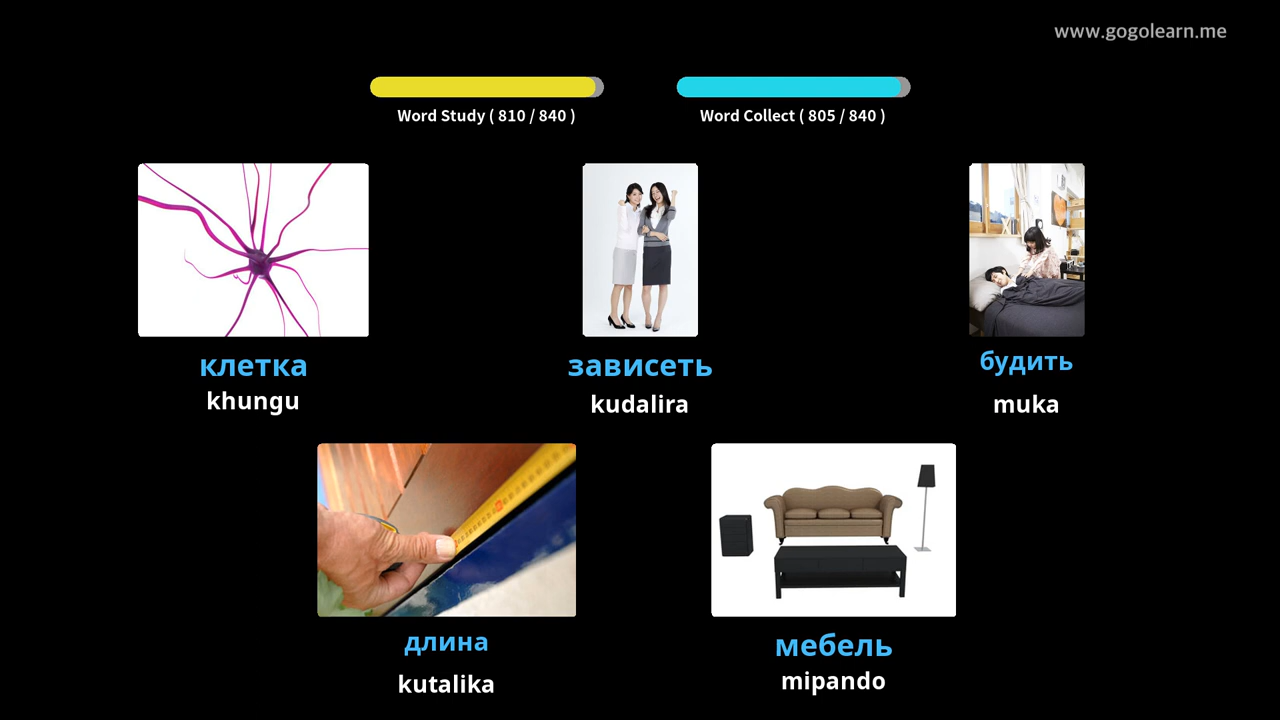 www.gogolearn.me
Word Study ( 810 / 840 )
Word Collect ( 805 / 840 )
клетка
khungu
зависеть
kudalira
будить
muka
длина
kutalika
мебель
mipando